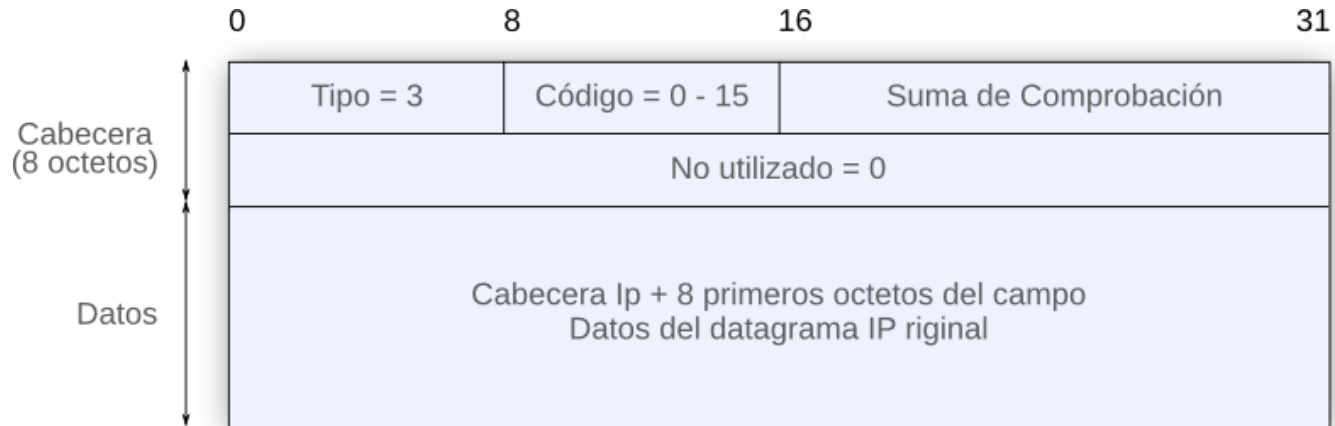 0 8 16 31
Tipo = 3 Código = 0 - 15 Suma de Comprobación
Cabecera
(8 octetos)
No utilizado = 0
Cabecera Ip + 8 primeros octetos del campo
Datos del datagrama IP riginal
Datos